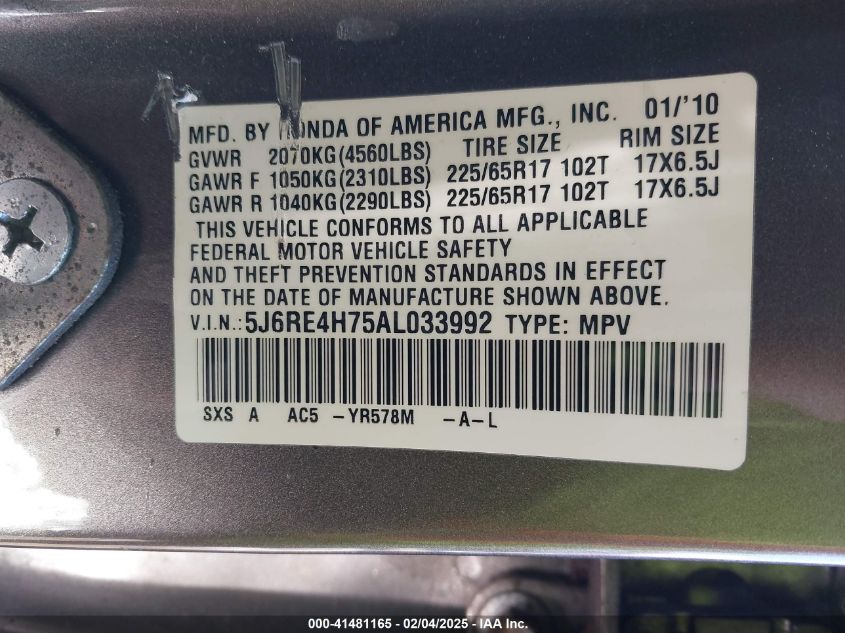 MFD. BY HONDA OF AMERICA MFG., INC. 01/'10
GVWR 2070KG(4560LBS) TIRE SIZE RIM SIZE
GAWR F 1050KG(2310LBS) 225/65R17 102T 17X6.5J
GAWR R 1040KG(2290LBS) 225/65R17 102T 17X6.5J
THIS VEHICLE CONFORMS TO ALL APPLICABLE
FEDERAL MOTOR VEHICLE SAFETY
AND THEFT PREVENTION STANDARDS IN EFFECT
ON THE DATE OF MANUFACTURE SHOWN ABOVE.
V.I.N.:5J6RE4H75AL033992 TYPE: MPV
SXS A AC5 -YR578M -A-L
000-41481165 - 02/04/2025 - IAA Inc.